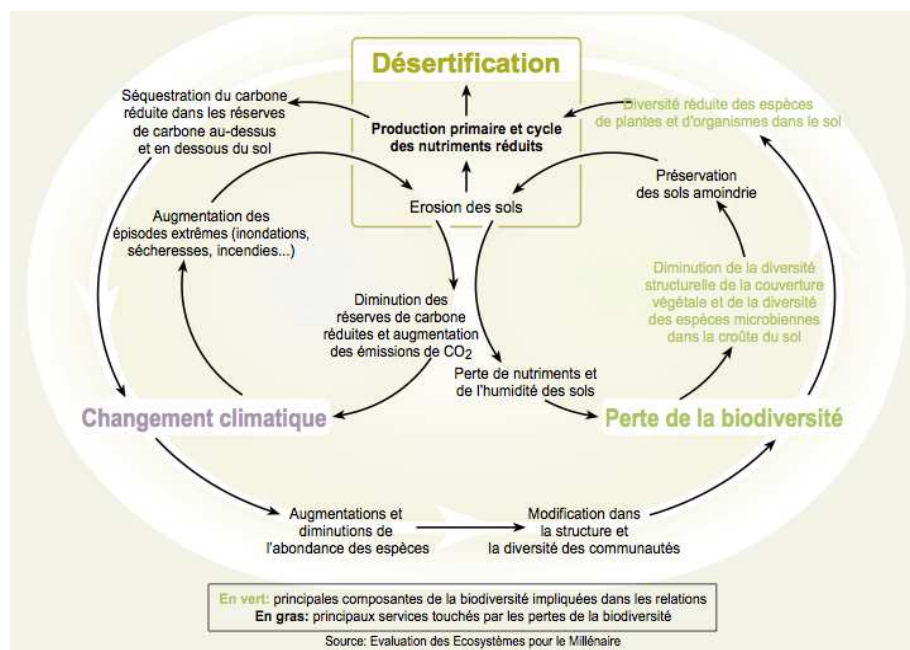 Désertification
Séquestration du carbone
réduite dans les réserves
de carbone au-dessus
et en dessous du sol
Production primaire et cycle
des nutriments réduits
Diversité réduite des espèces
de plantes et d'organismes dans le sol
Erosion des sols
Préservation
des sols amoindrie
Augmentation des
épisodes extrêmes (inondations,
sécheresses, incendies...)
Diminution des
réserves de carbone
réduites et augmentation
des émissions de CO2
Diminution de la diversité
structurelle de la couverture
végétale et de la diversité
des espèces microbiennes
dans la croûte du sol
Perte de nutriments et
de l'humidité des sols
Changement climatique
Perte de la biodiversité
Augmentations et
diminutions de
l'abondance des espèces
Modification dans
la structure et
la diversité des communautés
En vert: principales composantes de la biodiversité impliquées dans les relations
En gras: principaux services touchés par les pertes de la biodiversité
Source: Evaluation des Ecosystèmes pour le Millénaire